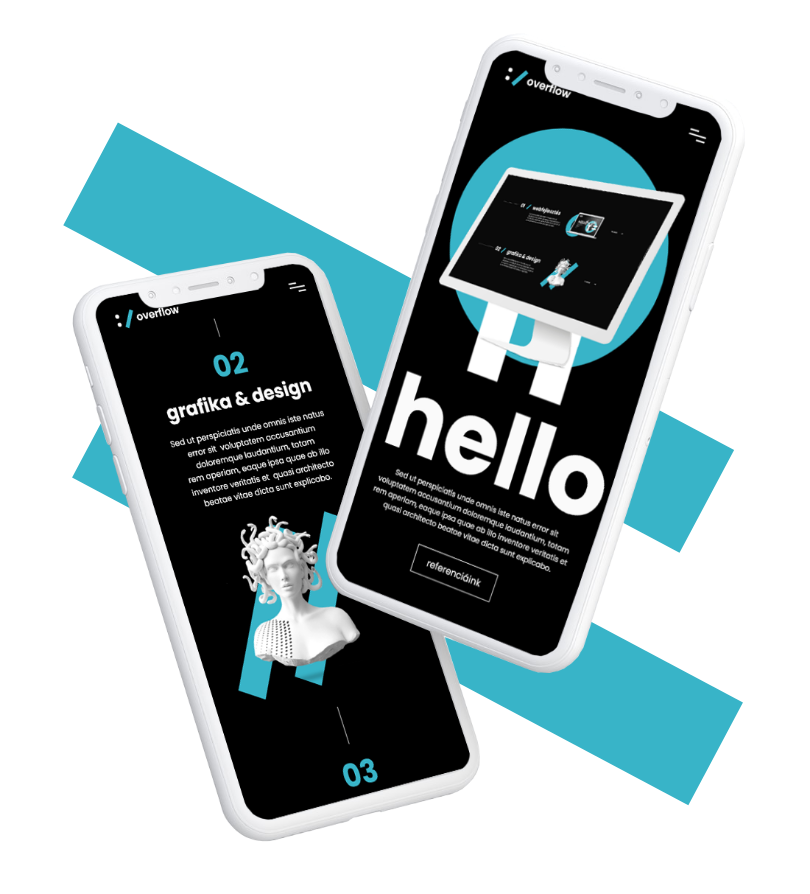 overflow
02
grafika & design
Sed ut perspiciatis unde omnis iste natus
error sit voluptatem accusantium
doloremque laudantium, totam
rem aperiam, eaque ipsa quae ab illo
inventore veritatis et quasi architecto
beatae vitae dicta sunt explicabo.
03
overflow
01 / webfejlesztés
02 / grafika & design
hello
Sed ut perspiciatis unde omnis iste natus error sit
voluptatem accusantium doloremque laudantium, totam
rem aperiam, eaque ipsa quae ab illo inventore veritatis et
quasi architecto beatae vitae dicta sunt explicabo.
referenciáink